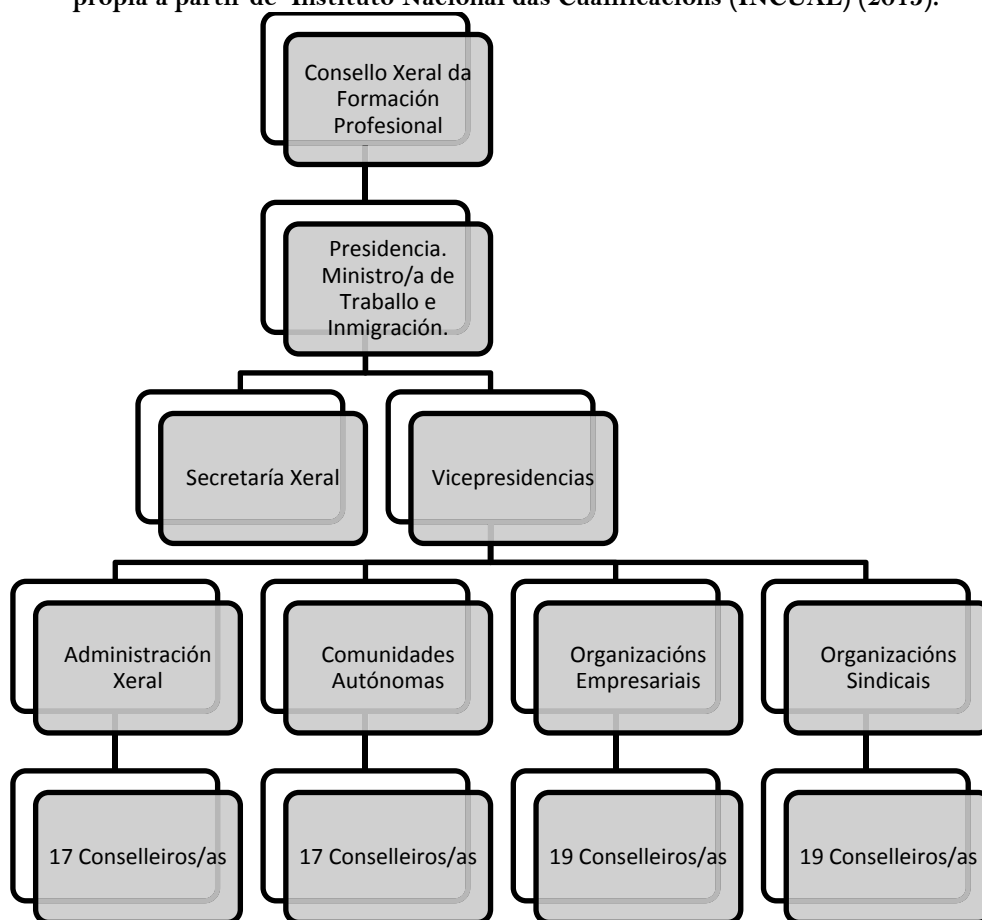 propia a partir de Instituto Nacional das Cualificacións (INCUAL) (2015).
Consello Xeral da
Formación
Profesional
Presidencia.
Ministro/a de
Traballo e
Inmigración.
Secretaría Xeral
Vicepresidencias
Administración
Xeral
Comunidades
Autónomas
Organizacións
Empresariais
Organizacións
Sindicais
17 Conselleiros/as
17 Conselleiros/as
19 Conselleiros/as
19 Conselleiros/as